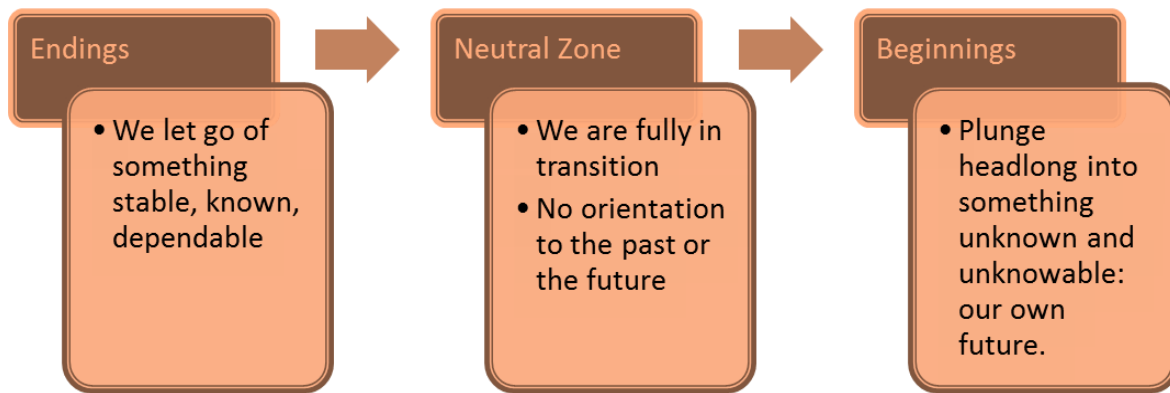 Endings
• We let go of
something
stable, known,
dependable
Neutral Zone
• We are fully in
transition
• No orientation
to the past or
the future
Beginnings
• Plunge
headlong into
something
unknown and
unknowable:
our own
future.